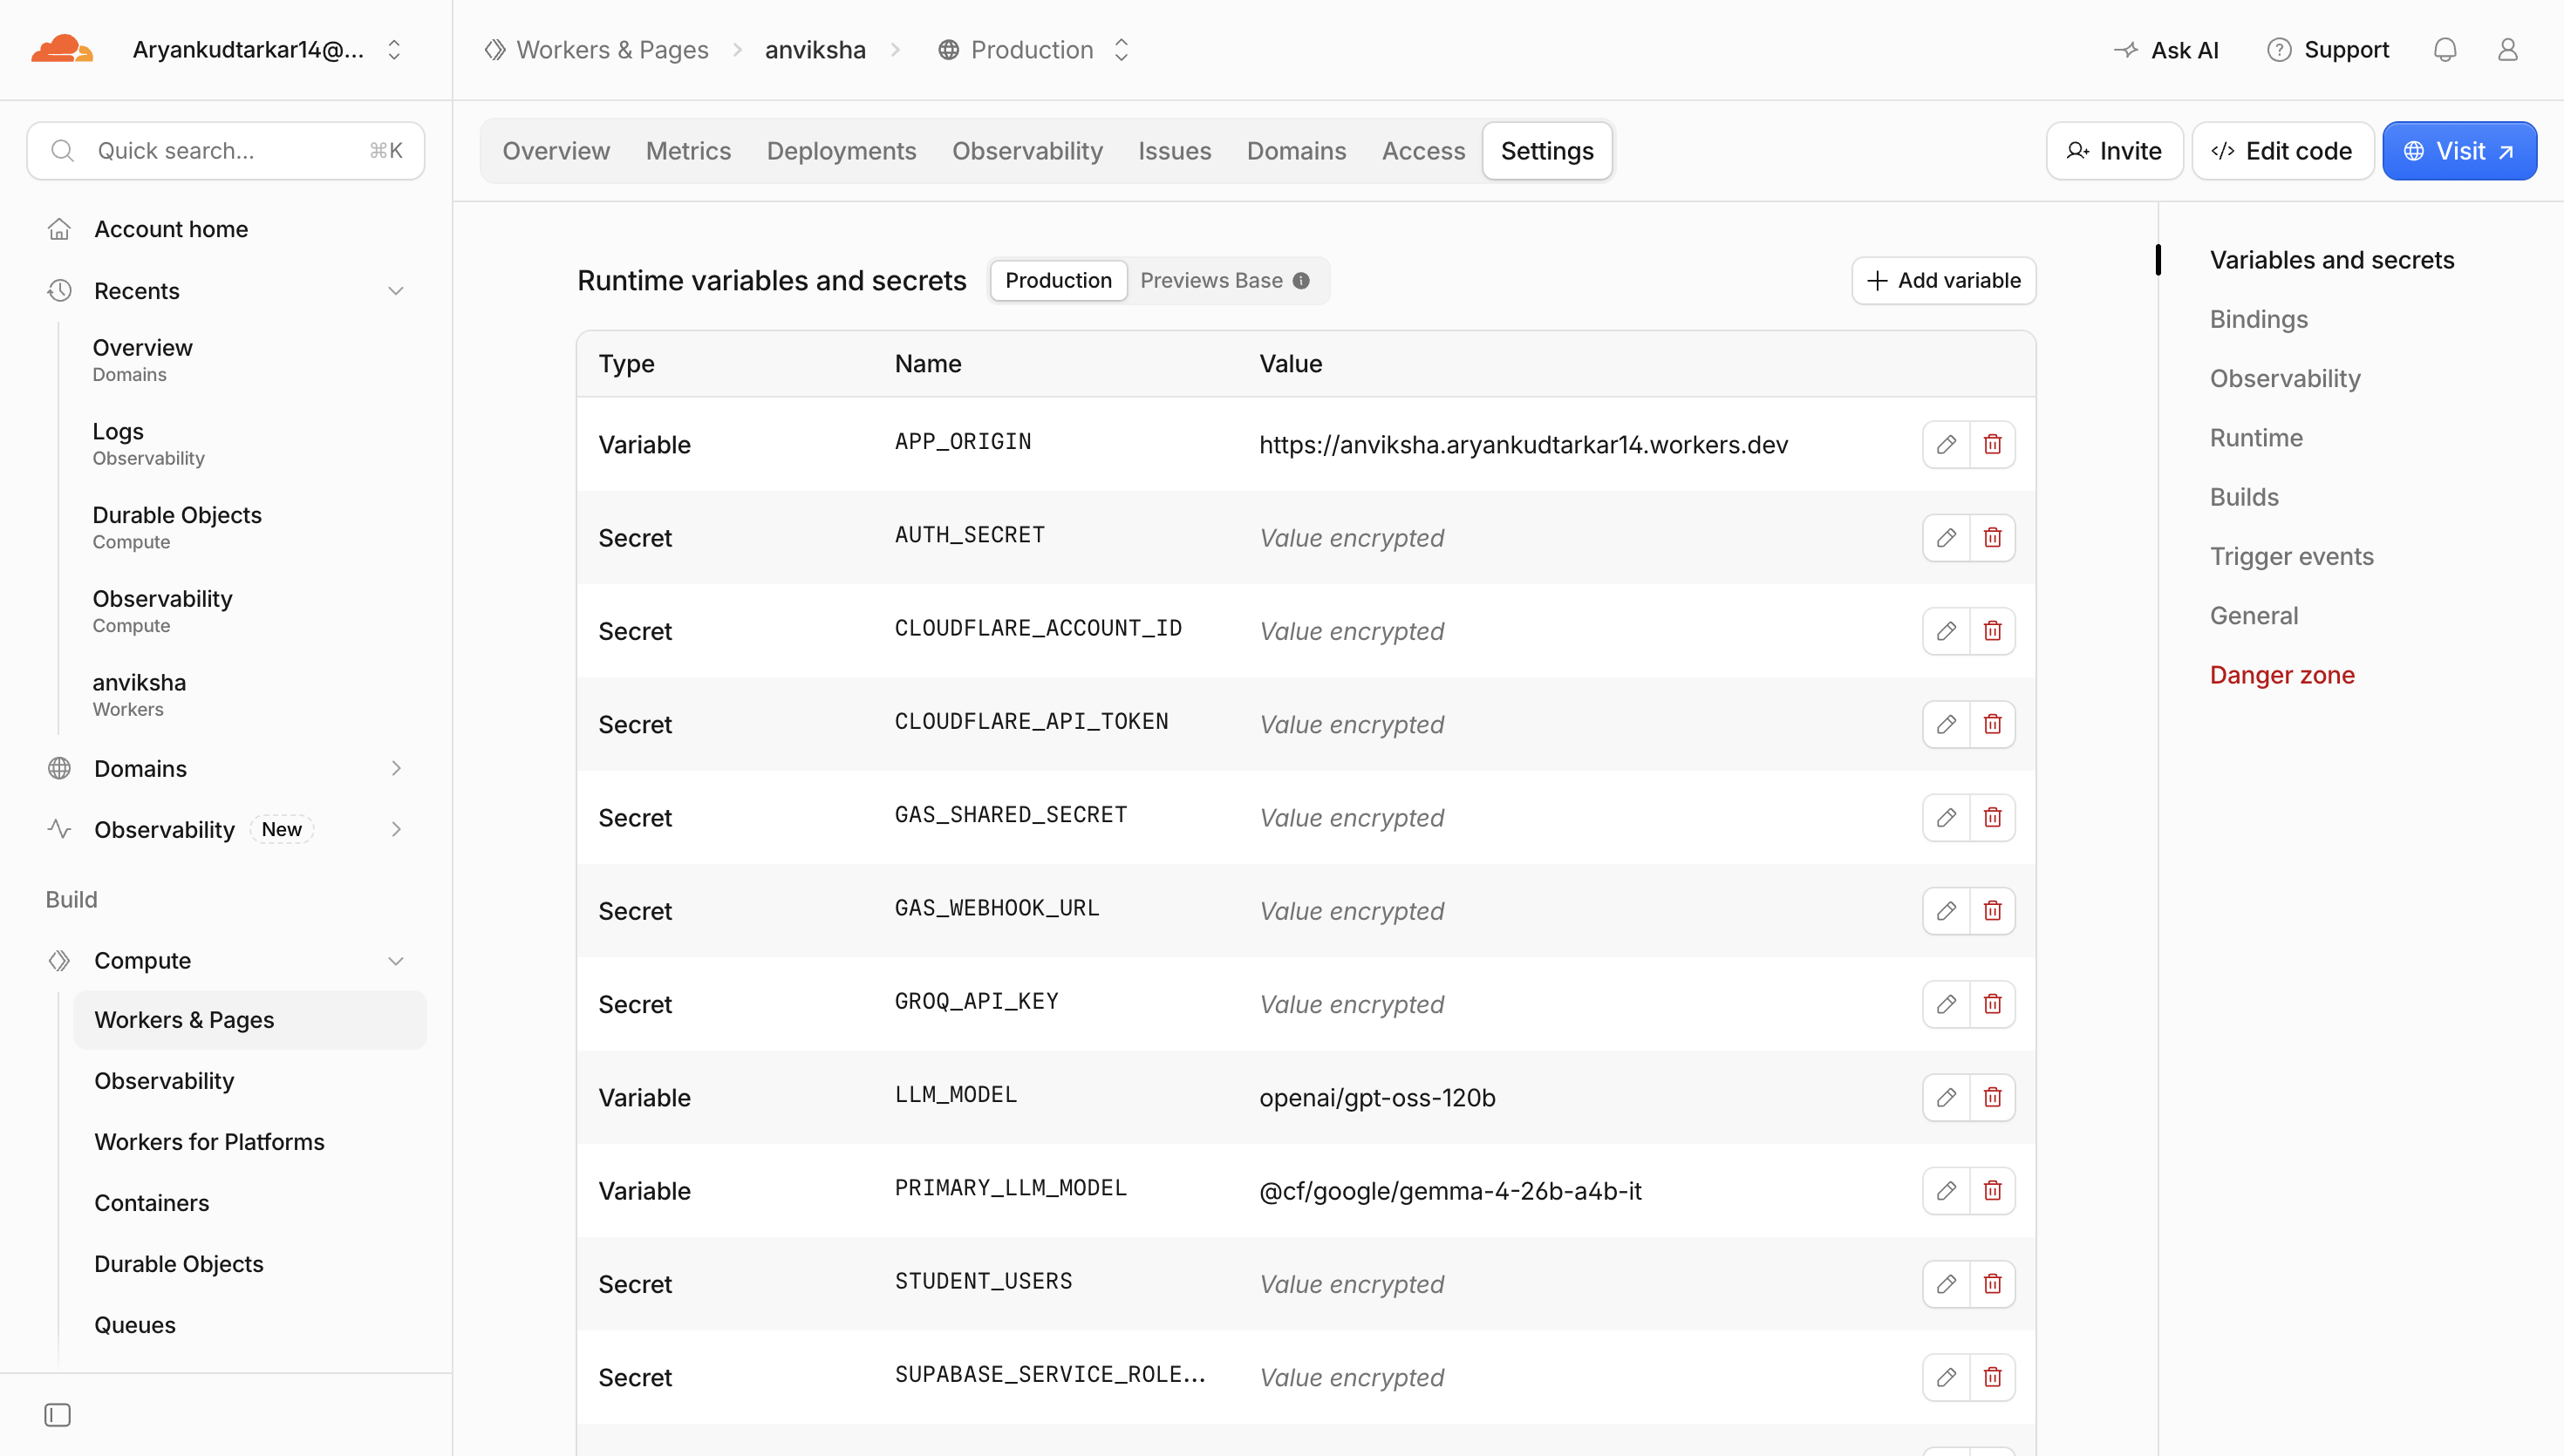 Aryankudtarkar14@...
Workers & Pages
anviksha
Production
Ask AI
Support
Quick search...
⌘K
Overview
Metrics
Deployments
Observability
Issues
Domains
Access
Settings
Invite
Edit code
Visit
Account home
Recents
Overview
Domains
Logs
Observability
Durable Objects
Compute
Observability
Compute
anviksha
Workers
Domains
Observability New
Build
Compute
Workers & Pages
Observability
Workers for Platforms
Containers
Durable Objects
Queues
Runtime variables and secrets
Production
Previews Base
Add variable
Type Name Value
Variable APP_ORIGIN https://anviksha.aryankudtarkar14.workers.dev
Secret AUTH_SECRET Value encrypted
Secret CLOUDFLARE_ACCOUNT_ID Value encrypted
Secret CLOUDFLARE_API_TOKEN Value encrypted
Secret GAS_SHARED_SECRET Value encrypted
Secret GAS_WEBHOOK_URL Value encrypted
Secret GROQ_API_KEY Value encrypted
Variable LLM_MODEL openai/gpt-oss-120b
Variable PRIMARY_LLM_MODEL @cf/google/gemma-4-26b-a4b-it
Secret STUDENT_USERS Value encrypted
Secret SUPABASE_SERVICE_ROLE... Value encrypted
Variables and secrets
Bindings
Observability
Runtime
Builds
Trigger events
General
Danger zone